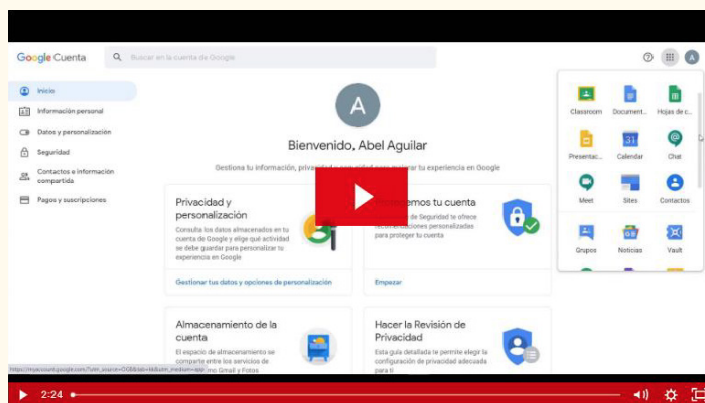 Google Cuenta
Buscar en la cuenta de Google
A
Inicio
Información personal
Datos y personalización
Seguridad
Contactos e información
compartida
Pagos y suscripciones
A
Bienvenido, Abel Aguilar
Gestiona tu información, privacidad y seguridad para mejorar tu experiencia en Google
Privacidad y
personalización
Consulta los datos almacenados en tu
cuenta de Google y elige qué actividad
se debe guardar para personalizar tu
experiencia en Google
Gestionar tus datos y opciones de personalización
tu cuenta
de Seguridad te ofrece
recomendaciones personalizadas
para proteger tu cuenta
Empezar
Almacenamiento de la
cuenta
El espacio de almacenamiento se
comparte entre los servicios de
mo Gmail y Fotos
Hacer la Revisión de
Privacidad
Esta guía detallada te permite elegir la
configuración de privacidad adecuada
para ti
Classroom
Document...
Hojas de c...
Presentac...
31
Calendar
Chat
Meet
Sites
Contactos
Grupos
Noticias
Vault
2:24